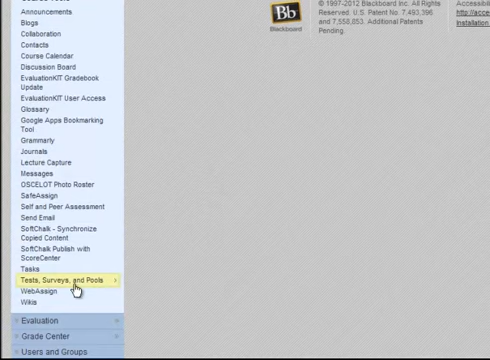 Announcements
Blogs
Collaboration
Contacts
Course Calendar
Discussion Board
EvaluationKIT Gradebook
Update
EvaluationKIT User Access
Glossary
Google Apps Bookmarking
Tool
Grammarly
Journals
Lecture Capture
Messages
OSCELOT Photo Roster
SafeAssign
Self and Peer Assessment
Send Email
SoftChalk - Synchronize
Copied Content
SoftChalk Publish with
ScoreCenter
Tasks
Tests, Surveys, and Pools
WebAssign
Wikis
Evaluation
Grade Center
Users and Groups
Bb
Blackboard
© 1997-2012 Blackboard Inc. All Rights
Reserved. U.S. Patent No. 7,493,396
and 7,558,853. Additional Patents
Pending.
Accessibili
http://acce
Installation